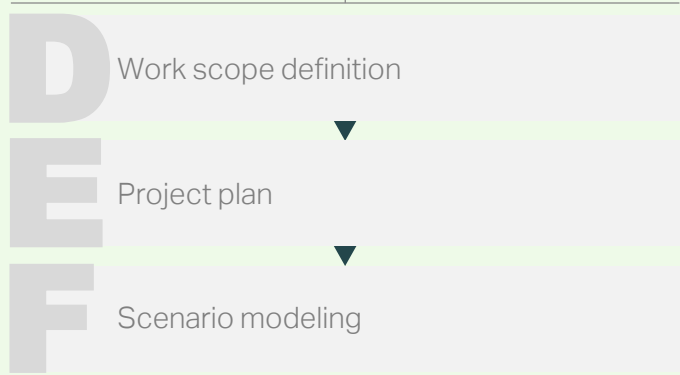 D Work scope definition
E Project plan
F Scenario modeling